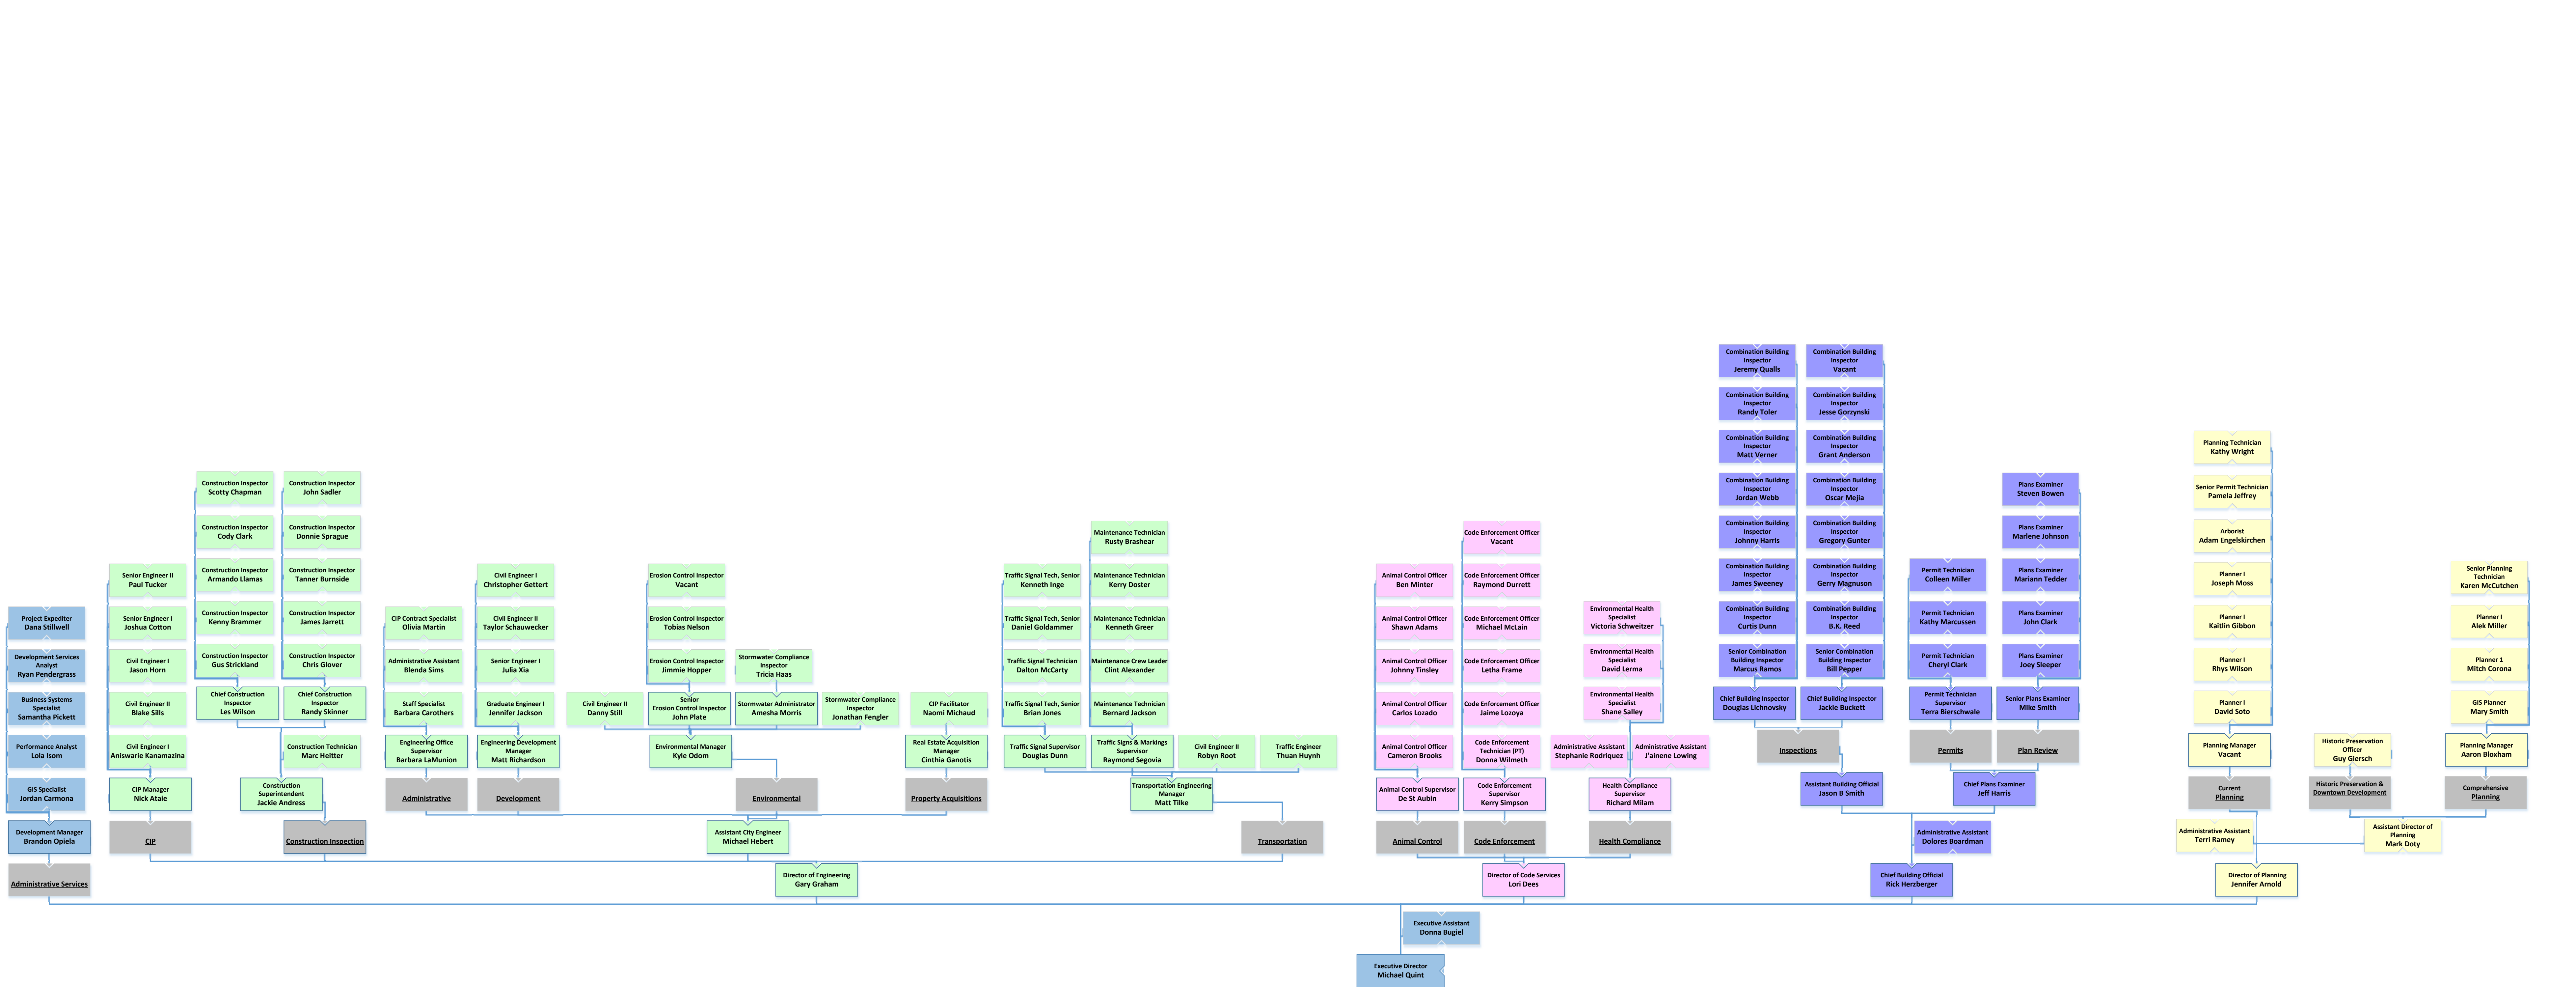 Combination Building
Inspector
Jeremy Qualls
Combination Building
Inspector
Vacant
Combination Building
Inspector
Randy Toler
Combination Building
Inspector
Jesse Gorzynski
Combination Building
Inspector
Matt Verner
Combination Building
Inspector
Grant Anderson
Planning Technician
Kathy Wright
Construction Inspector
Scotty Chapman
Construction Inspector
John Sadler
Combination Building
Inspector
Jordan Webb
Combination Building
Inspector
Oscar Mejia
Plans Examiner
Steven Bowen
Senior Permit Technician
Pamela Jeffrey
Construction Inspector
Cody Clark
Construction Inspector
Donnie Sprague
Maintenance Technician
Rusty Brashear
Code Enforcement Officer
Vacant
Combination Building
Inspector
Johnny Harris
Combination Building
Inspector
Gregory Gunter
Plans Examiner
Marlene Johnson
Arborist
Adam Engelskirchen
Senior Engineer II
Paul Tucker
Construction Inspector
Armando Llamas
Construction Inspector
Tanner Burnside
Civil Engineer I
Christopher Gettert
Erosion Control Inspector
Vacant
Traffic Signal Tech, Senior
Kenneth Inge
Maintenance Technician
Kerry Doster
Animal Control Officer
Ben Minter
Code Enforcement Officer
Raymond Durrett
Combination Building
Inspector
James Sweeney
Combination Building
Inspector
Gerry Magnuson
Permit Technician
Colleen Miller
Plans Examiner
Mariann Tedder
Planner I
Joseph Moss
Senior Planning
Technician
Karen McCutchen
Project Expediter
Dana Stillwell
Senior Engineer I
Joshua Cotton
Construction Inspector
Kenny Brammer
Construction Inspector
James Jarrett
CIP Contract Specialist
Olivia Martin
Civil Engineer II
Taylor Schauwecker
Erosion Control Inspector
Tobias Nelson
Traffic Signal Tech, Senior
Daniel Goldammer
Maintenance Technician
Kenneth Greer
Animal Control Officer
Shawn Adams
Code Enforcement Officer
Michael McLain
Environmental Health
Specialist
Victoria Schweitzer
Combination Building
Inspector
Curtis Dunn
Combination Building
Inspector
B.K. Reed
Permit Technician
Kathy Marcussen
Plans Examiner
John Clark
Planner I
Kaitlin Gibbon
Planner I
Alek Miller
Development Services
Analyst
Ryan Pendergrass
Civil Engineer I
Jason Horn
Construction Inspector
Gus Strickland
Construction Inspector
Chris Glover
Administrative Assistant
Blenda Sims
Senior Engineer I
Julia Xia
Erosion Control Inspector
Jimmie Hopper
Stormwater Compliance
Inspector
Tricia Haas
Traffic Signal Technician
Dalton McCarty
Maintenance Crew Leader
Clint Alexander
Animal Control Officer
Johnny Tinsley
Code Enforcement Officer
Letha Frame
Environmental Health
Specialist
David Lerma
Senior Combination
Building Inspector
Marcus Ramos
Senior Combination
Building Inspector
Bill Pepper
Permit Technician
Cheryl Clark
Plans Examiner
Joey Sleeper
Planner I
Rhys Wilson
Planner 1
Mitch Corona
Business Systems
Specialist
Samantha Pickett
Civil Engineer II
Blake Sills
Chief Construction
Inspector
Les Wilson
Chief Construction
Inspector
Randy Skinner
Staff Specialist
Barbara Carothers
Graduate Engineer I
Jennifer Jackson
Civil Engineer II
Danny Still
Senior
Erosion Control Inspector
John Plate
Stormwater Administrator
Amesha Morris
Stormwater Compliance
Inspector
Jonathan Fengler
CIP Facilitator
Naomi Michaud
Traffic Signal Tech, Senior
Brian Jones
Maintenance Technician
Bernard Jackson
Animal Control Officer
Carlos Lozado
Code Enforcement Officer
Jaime Lozoya
Environmental Health
Specialist
Shane Salley
Chief Building Inspector
Douglas Lichnovsky
Chief Building Inspector
Jackie Buckett
Permit Technician
Supervisor
Terra Bierschwale
Senior Plans Examiner
Mike Smith
Planner I
David Soto
GIS Planner
Mary Smith
Performance Analyst
Lola Isom
Civil Engineer I
Aniswarie Kanamazina
Construction Technician
Marc Heitter
Engineering Office
Supervisor
Barbara LaMunion
Engineering Development
Manager
Matt Richardson
Environmental Manager
Kyle Odom
Real Estate Acquisition
Manager
Cinthia Ganotis
Traffic Signal Supervisor
Douglas Dunn
Traffic Signs & Markings
Supervisor
Raymond Segovia
Civil Engineer II
Robyn Root
Traffic Engineer
Thuan Huynh
Animal Control Officer
Cameron Brooks
Code Enforcement
Technician (PT)
Donna Wilmeth
Administrative Assistant
Stephanie Rodriquez
Administrative Assistant
J'ainene Lowing
Inspections
Permits
Plan Review
Planning Manager
Vacant
Historic Preservation
Officer
Guy Giersch
Planning Manager
Aaron Bloxham
GIS Specialist
Jordan Carmona
CIP Manager
Nick Ataie
Construction
Superintendent
Jackie Andress
Administrative
Development
Environmental
Property Acquisitions
Transportation Engineering
Manager
Matt Tilke
Animal Control Supervisor
De St Aubin
Code Enforcement
Supervisor
Kerry Simpson
Health Compliance
Supervisor
Richard Milam
Assistant Building Official
Jason B Smith
Chief Plans Examiner
Jeff Harris
Current
Planning
Historic Preservation &
Downtown Development
Comprehensive
Planning
Development Manager
Brandon Opiela
CIP
Construction Inspection
Assistant City Engineer
Michael Hebert
Transportation
Animal Control
Code Enforcement
Health Compliance
Administrative Assistant
Dolores Boardman
Administrative Assistant
Terri Ramey
Assistant Director of
Planning
Mark Doty
Administrative Services
Director of Engineering
Gary Graham
Director of Code Services
Lori Dees
Chief Building Official
Rick Herzberger
Director of Planning
Jennifer Arnold
Executive Assistant
Donna Bugiel
Executive Director
Michael Quint